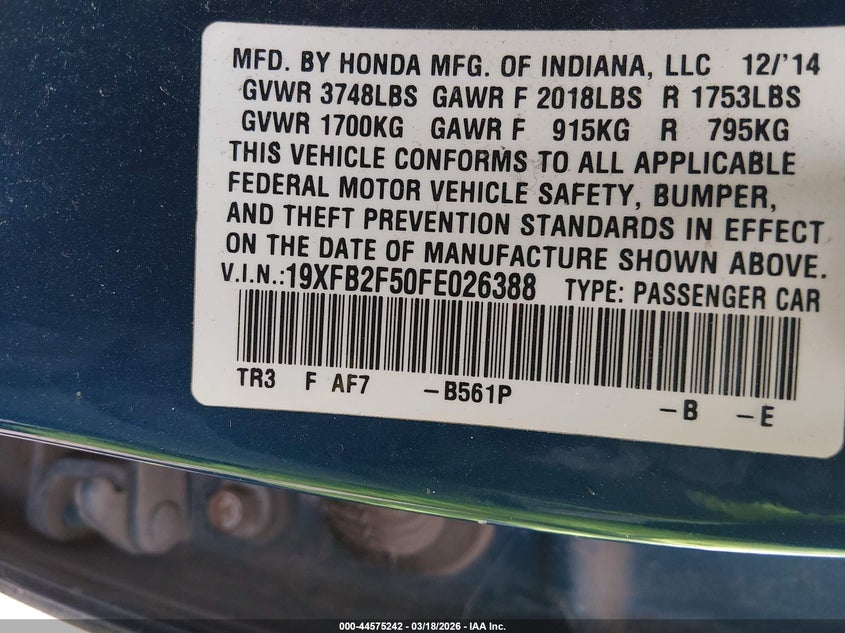 MFD. BY HONDA MFG. OF INDIANA, LLC 12/'14
GVWR 3748LBS GAWR F 2018LBS R 1753LBS
GVWR 1700KG GAWR F 915KG R 795KG
THIS VEHICLE CONFORMS TO ALL APPLICABLE
FEDERAL MOTOR VEHICLE SAFETY, BUMPER,
AND THEFT PREVENTION STANDARDS IN EFFECT
ON THE DATE OF MANUFACTURE SHOWN ABOVE.
V.I.N.:19XFB2F50FE026388 TYPE: PASSENGER CAR
TR3 F AF7 -B561P -B -E
000-44575242 - 03/18/2026 - IAA Inc.